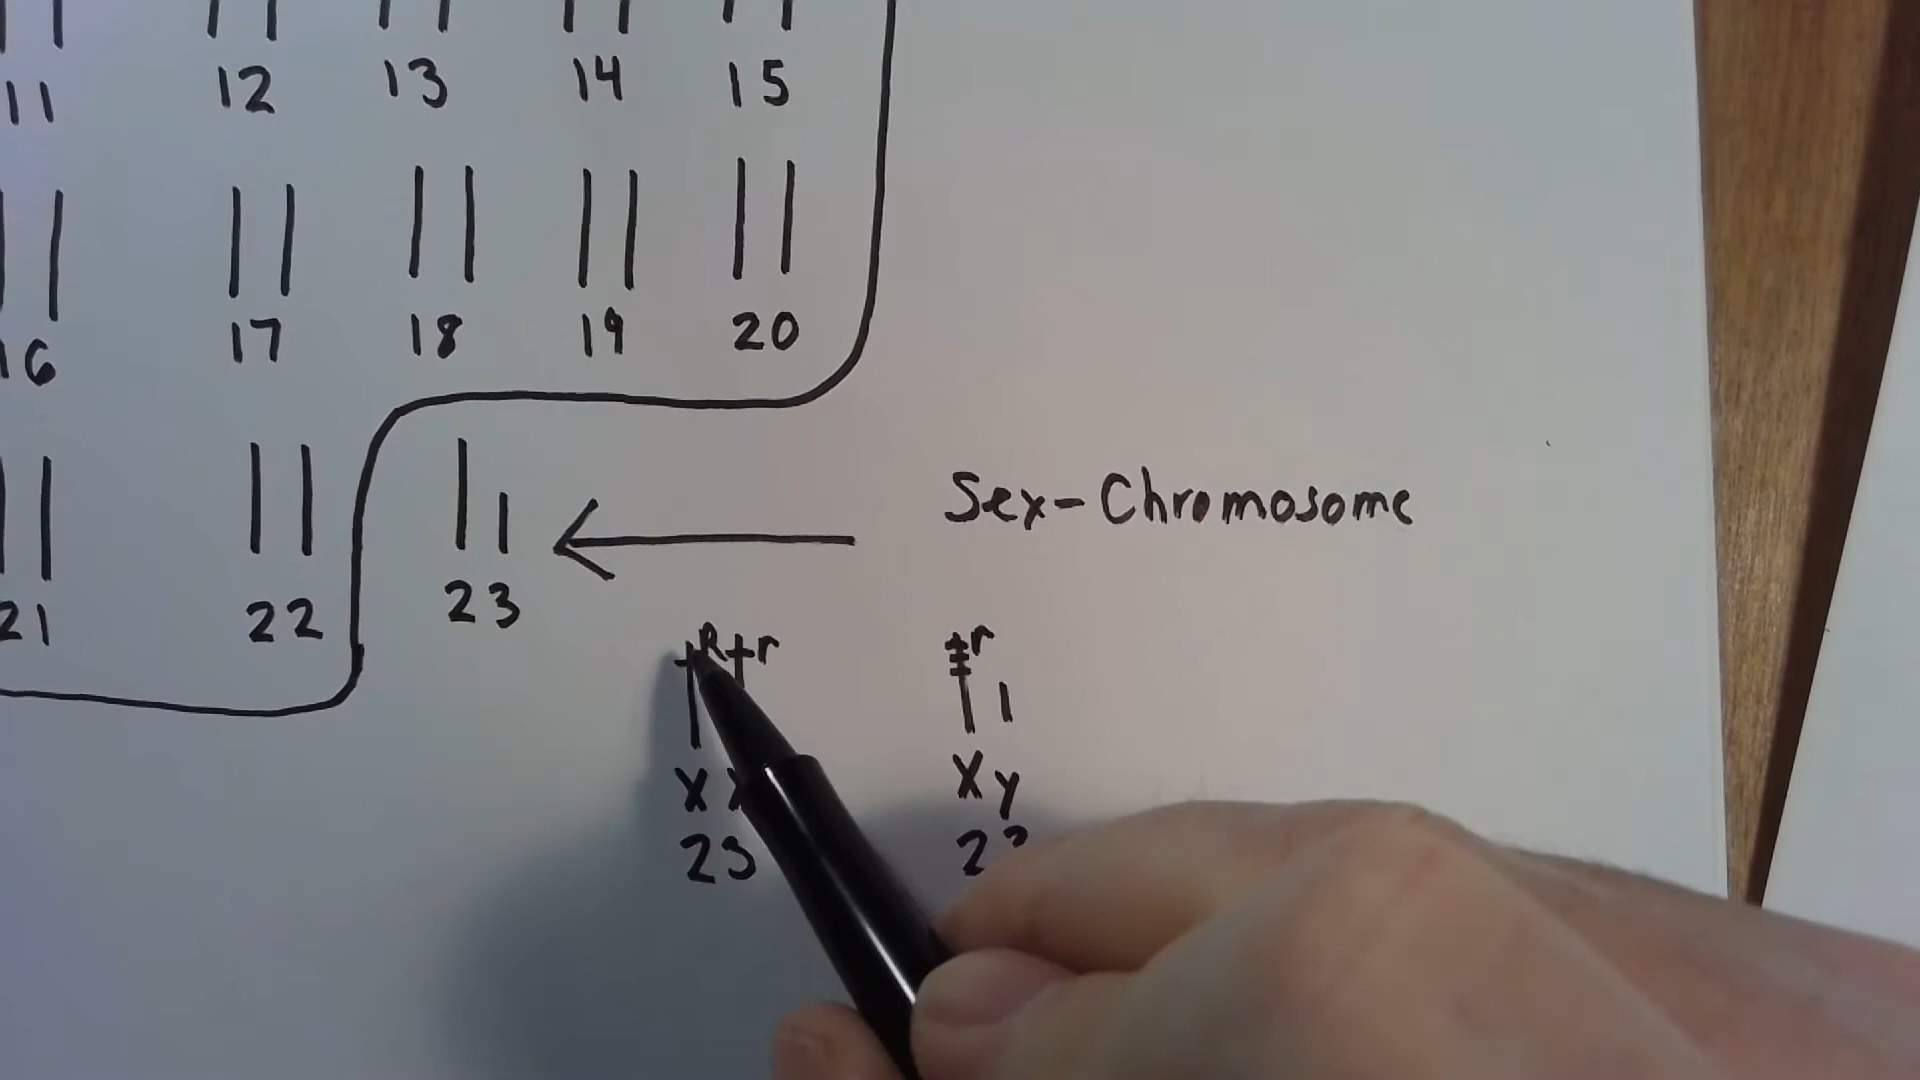 11 12 13 14 15
16 17 18 19 20
21 22 23
Sex-Chromosome
R r r
X X X y
23